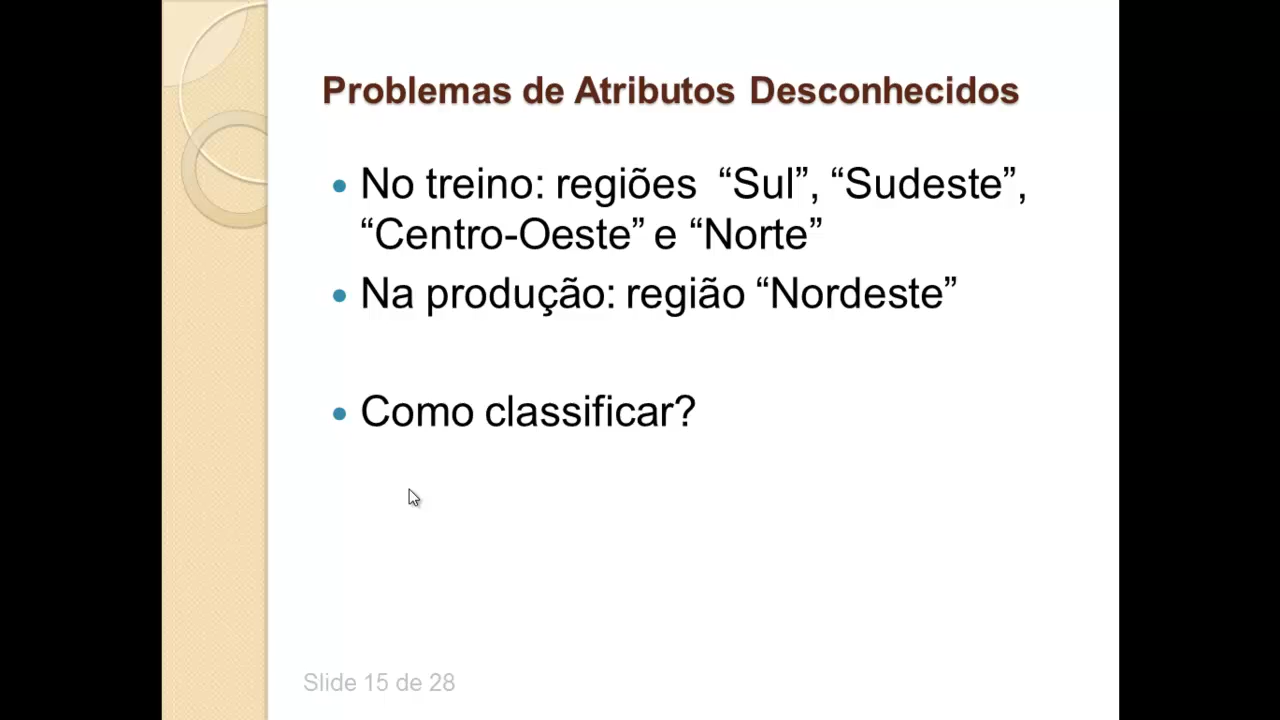 Problemas de Atributos Desconhecidos
No treino: regiões “Sul”, “Sudeste”,
“Centro-Oeste” e “Norte”
Na produção: região “Nordeste”
Como classificar?
Slide 15 de 28